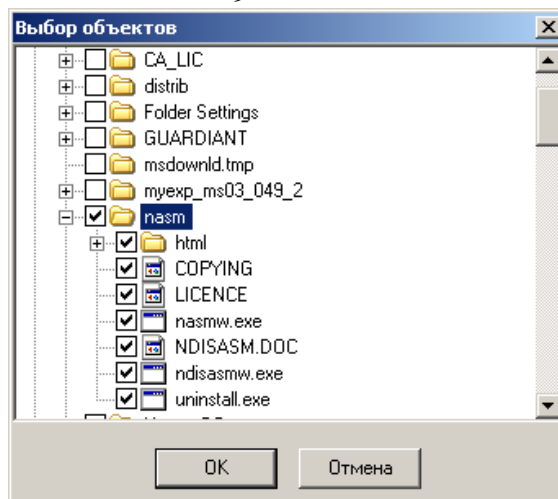 Выбор объектов
CA_LIC
distrib
Folder Settings
GUARDIANT
msdownld.tmp
myexp_ms03_049_2
nasm
html
COPYING
LICENCE
nasmw.exe
NDISASM.DOC
ndisasmw.exe
uninstall.exe
OK
Отмена